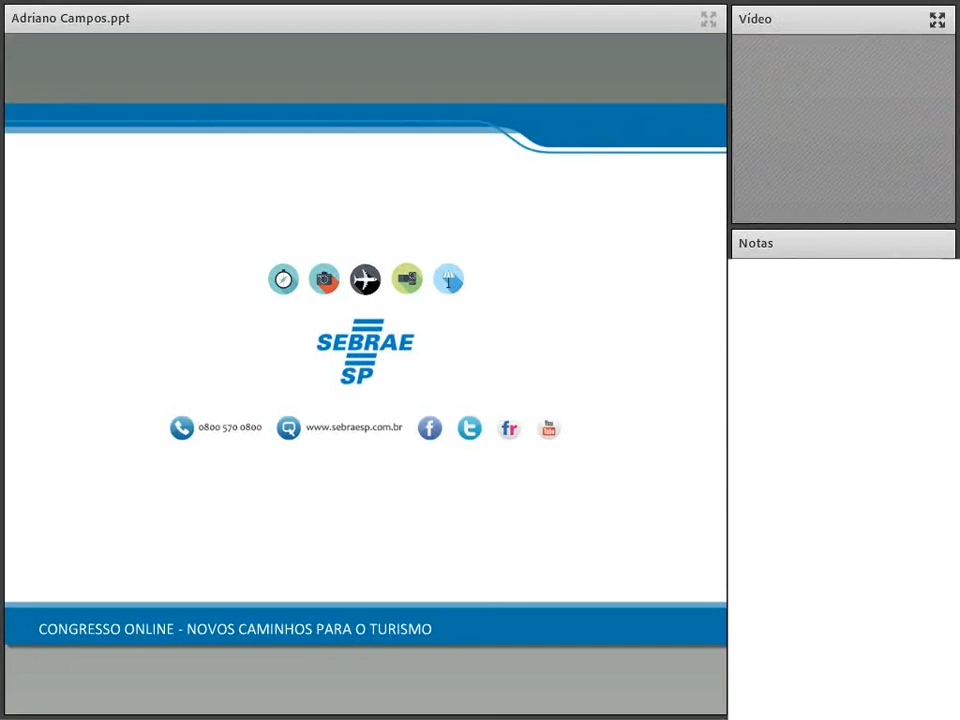 Adriano Campos.ppt
Vídeo
Notas
SEBRAE
SP
0800 570 0800
www.sebraesp.com.br
f
t
fr
You
Tube
CONGRESSO ONLINE - NOVOS CAMINHOS PARA O TURISMO